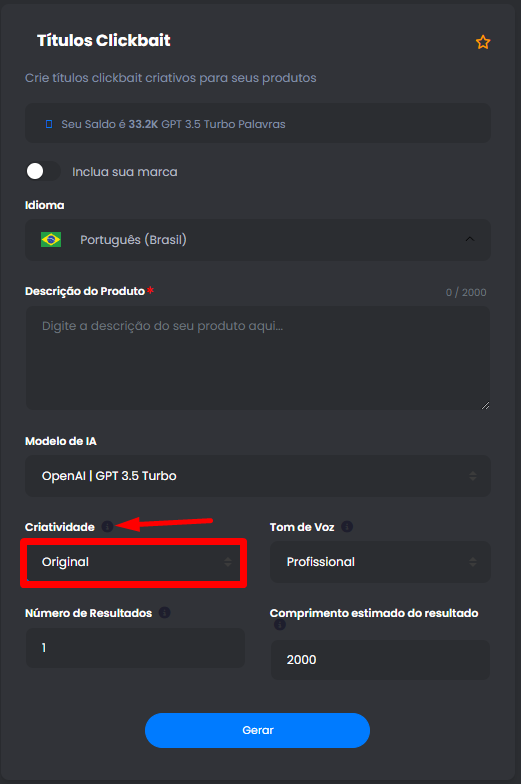 Títulos Clickbait
Crie títulos clickbait criativos para seus produtos
Seu Saldo é 33.2K GPT 3.5 Turbo Palavras
Inclua sua marca
Idioma
Português (Brasil)
Descrição do Produto *
0 / 2000
Digite a descrição do seu produto aqui...
Modelo de IA
OpenAI | GPT 3.5 Turbo
Criatividade
Tom de Voz
Original
Profissional
Número de Resultados
Comprimento estimado do resultado
1
2000
Gerar